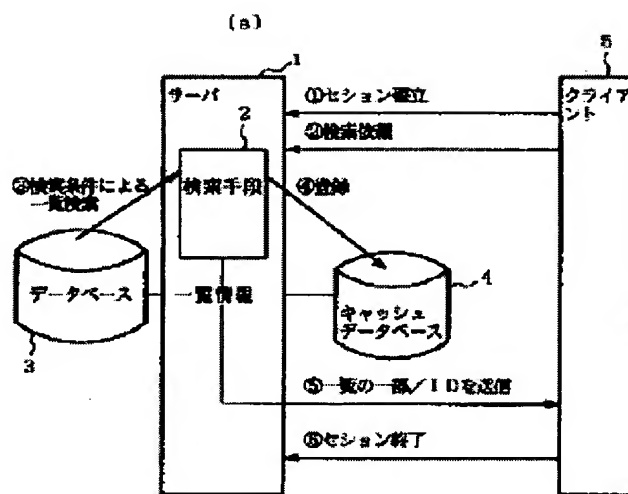 (a)
1
5
サーバ
クライア
ント
①セション確立
②検索依頼
2
検索手段
③検索条件による
一覧検索
④登録
4
データベース
一覧情報
キャッシュ
データベース
3
⑤一覧の一部/IDを送信
⑥セション終了